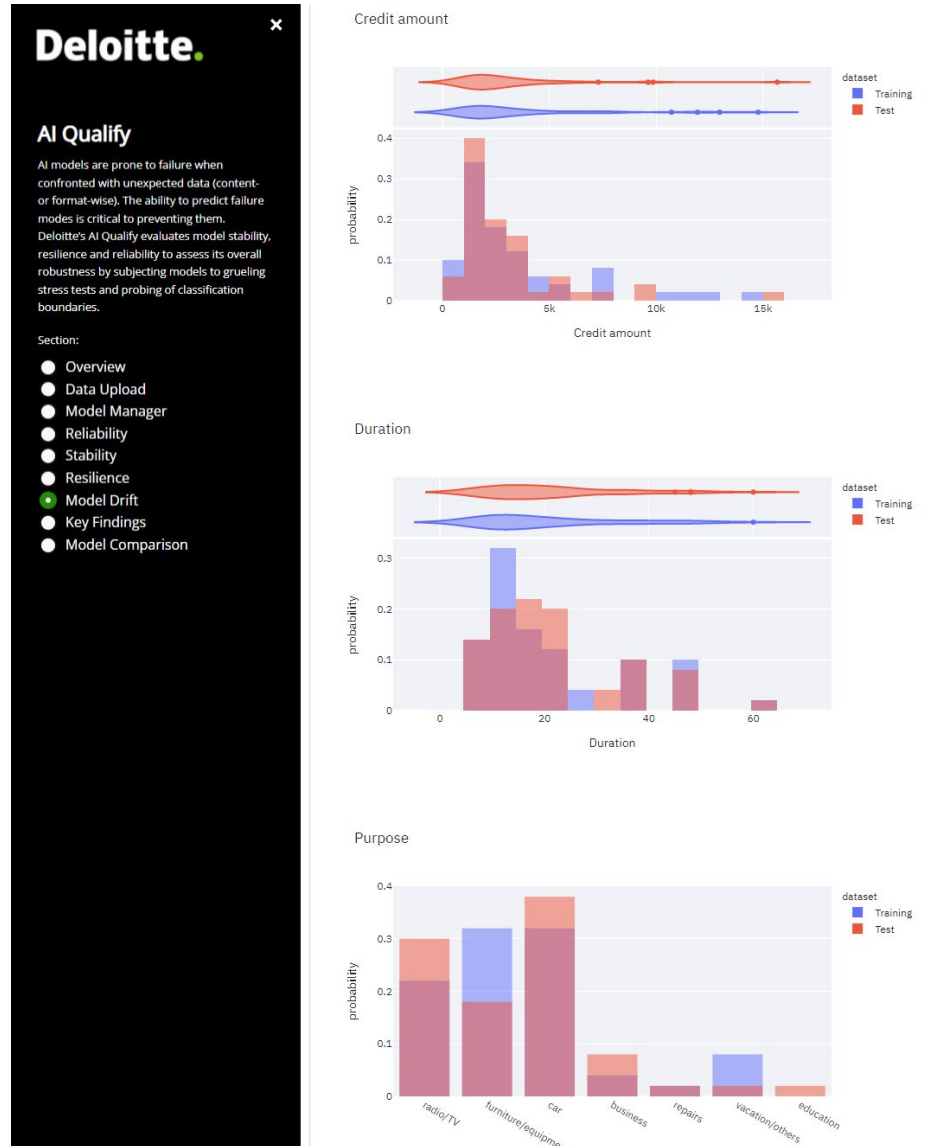 ×
Deloitte.
AI Qualify
AI models are prone to failure when
confronted with unexpected data (content-
or format-wise). The ability to predict failure
modes is critical to preventing them.
Deloitte's AI Qualify evaluates model stability,
resilience and reliability to assess its overall
robustness by subjecting models to grueling
stress tests and probing of classification
boundaries.
Section:
Overview
Data Upload
Model Manager
Reliability
Stability
Resilience
Model Drift
Key Findings
Model Comparison
Credit amount
dataset
Training
Test
0.4
0.3
0.2
0.1
0
probability
0 5k 10k 15k
Credit amount
Duration
dataset
Training
Test
0.3
0.2
0.1
0
probability
0 20 40 60
Duration
Purpose
dataset
Training
Test
0.4
0.3
0.2
0.1
0
probability
radio/TV
furniture/equipme
car
business
repairs
vacation/others
education